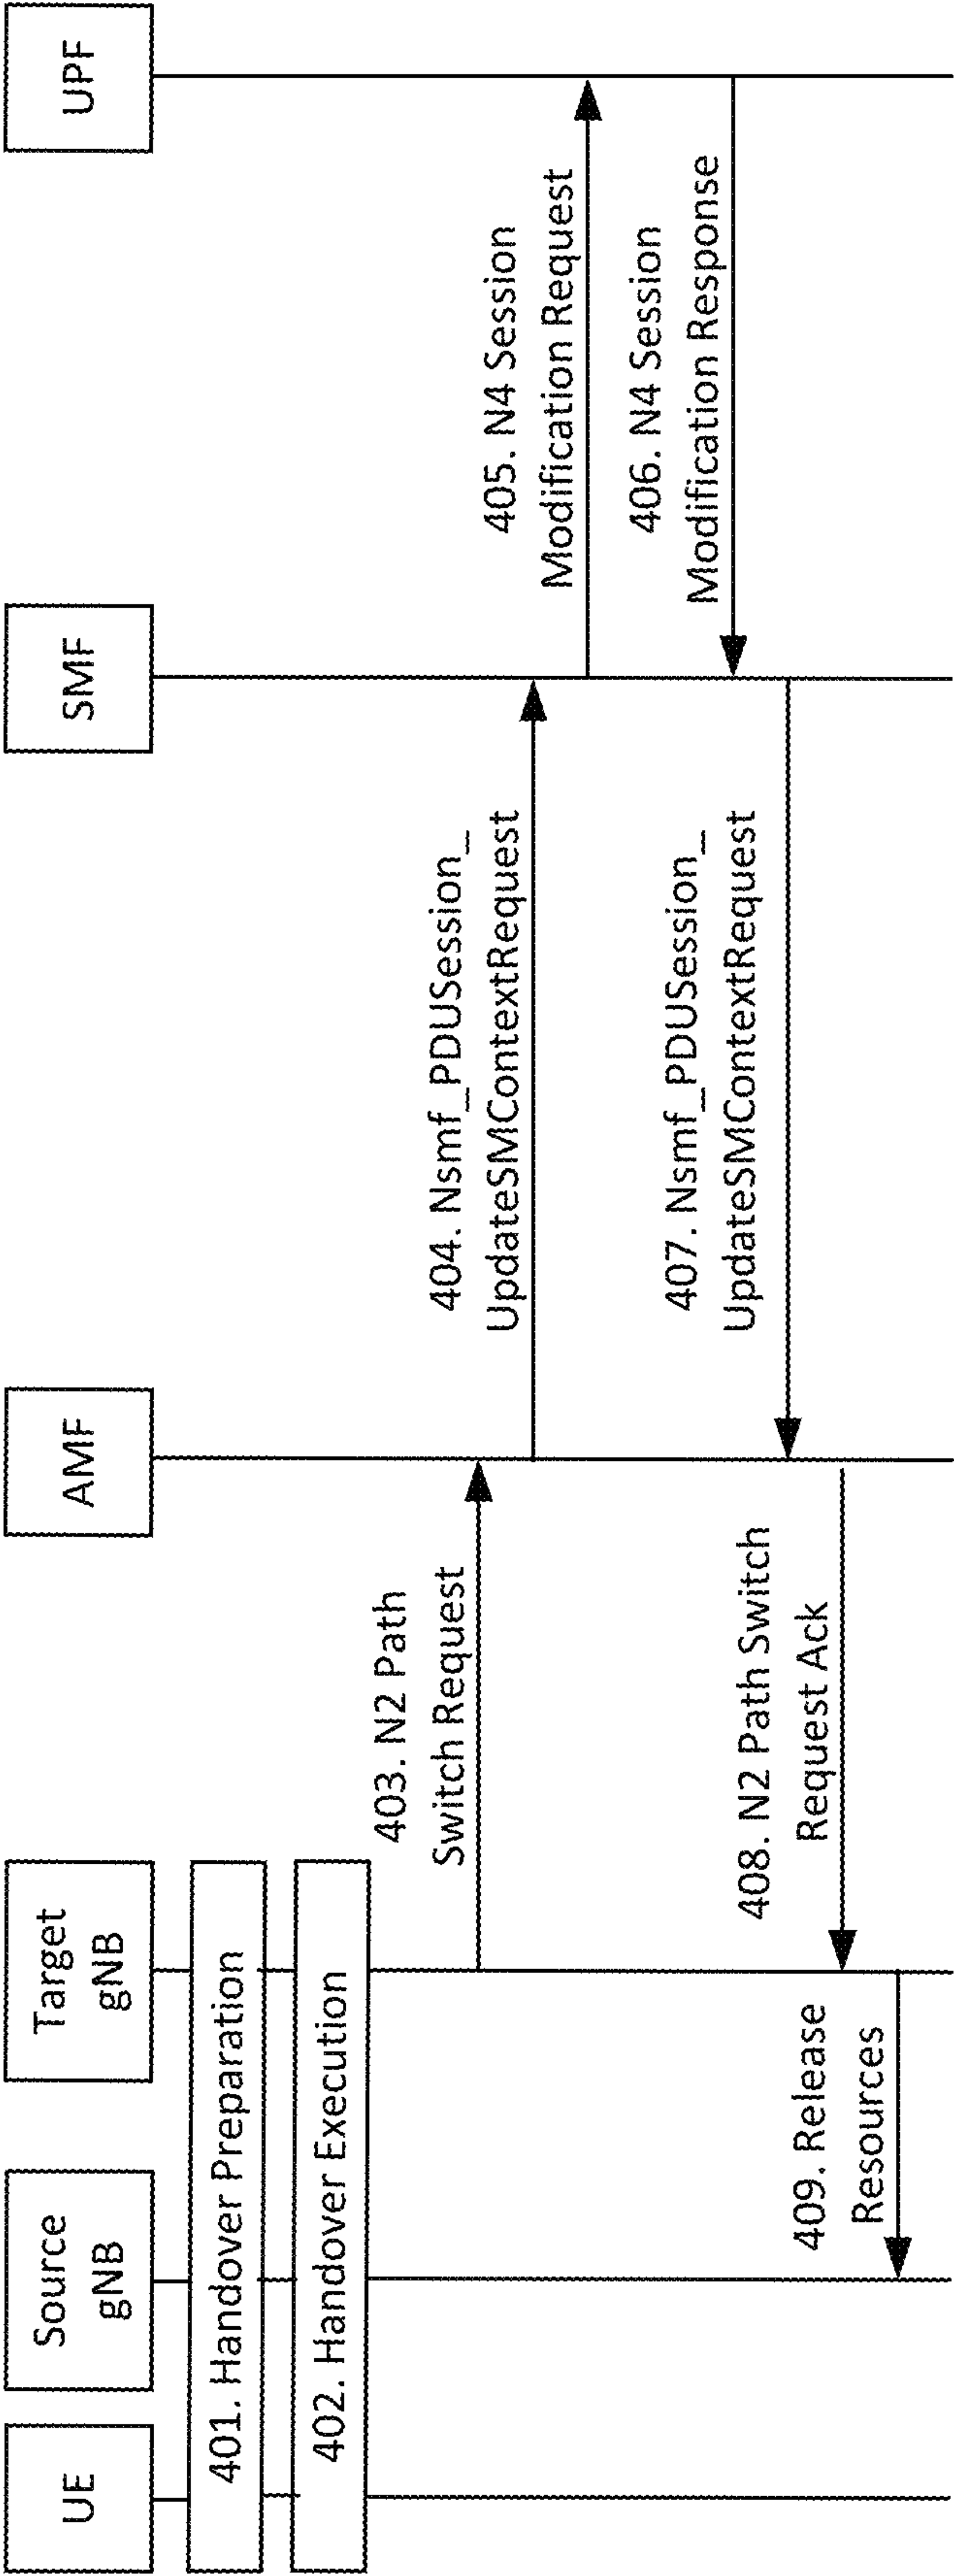 UE
Source
gNB
Target
gNB
AMF
SMF
UPF
401. Handover Preparation
402. Handover Execution
403. N2 Path
Switch Request
404. Nsmf_PDUSession_
UpdateSMContextRequest
405. N4 Session
Modification Request
406. N4 Session
Modification Response
407. Nsmf_PDUSession_
UpdateSMContextRequest
408. N2 Path Switch
Request Ack
409. Release
Resources